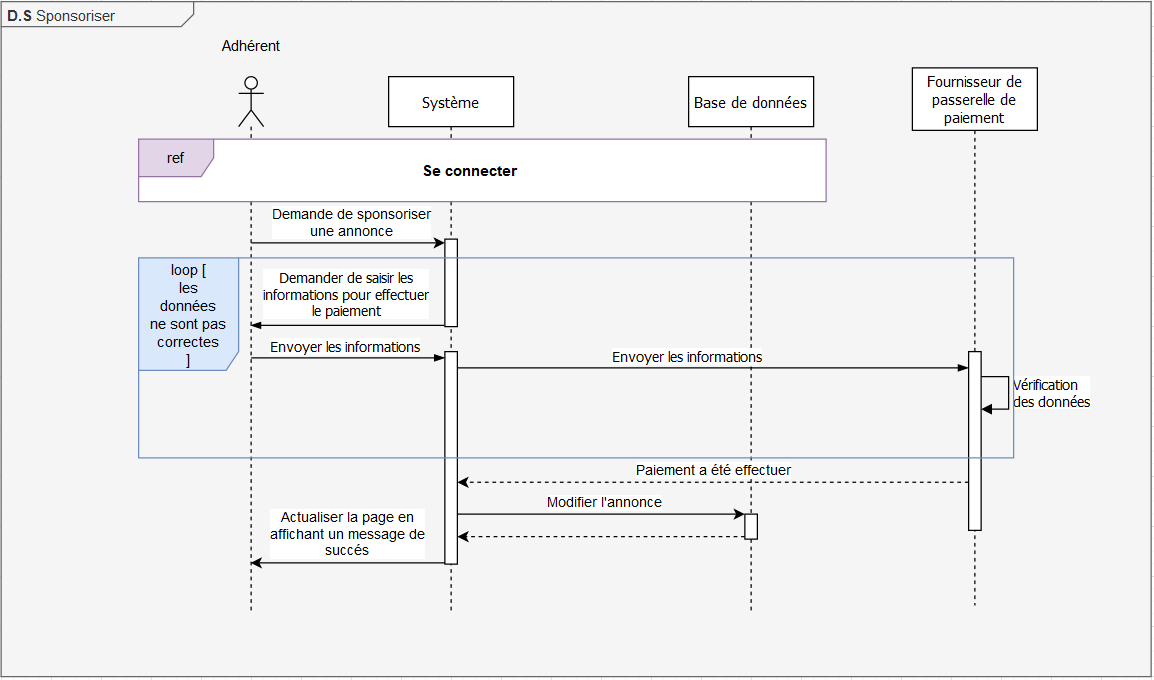 D.S Sponsoriser
Adhérent
Système
Base de données
Fournisseur de
passerelle de
paiement
ref
Se connecter
Demande de sponsoriser
une annonce
loop [
les
données
ne sont pas
correctes
]
Demander de saisir les
informations pour effectuer
le paiement
Envoyer les informations
Envoyer les informations
Vérification
des données
Paiement a été effectuer
Modifier l'annonce
Actualiser la page en
affichant un message de
succés